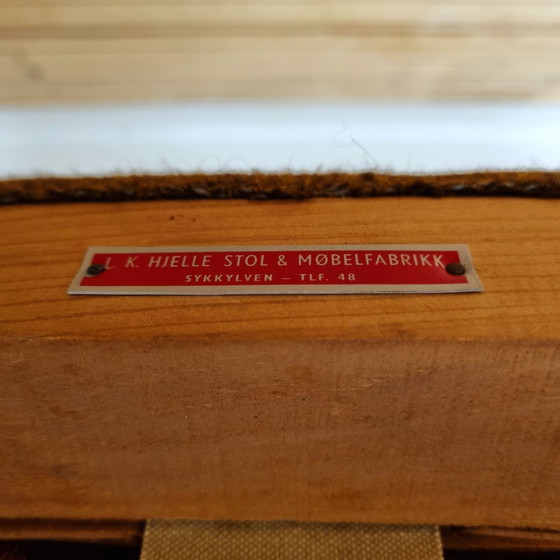 L. K. HJELLE STOL & MØBELFABRIKK
SYKKYLVEN – TLF. 48